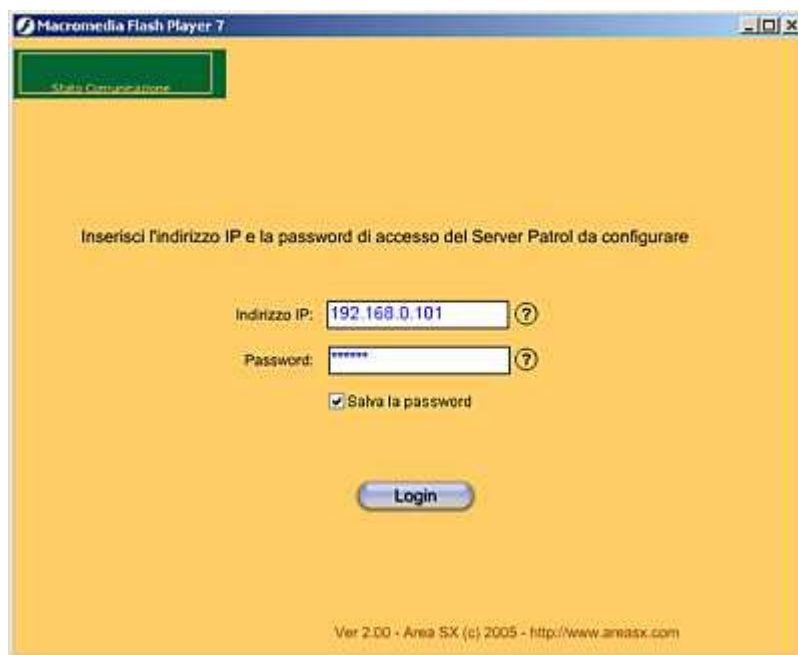 Macromedia Flash Player 7
Stato Comunicazione
Inserisci l'indirizzo IP e la password di accesso del Server Patrol da configurare
Indirizzo IP: 192.168.0.101 ?
Password: ****** ?
Salva la password
Login
Ver 2.00 - Area SX (c) 2005 - http://www.areasx.com